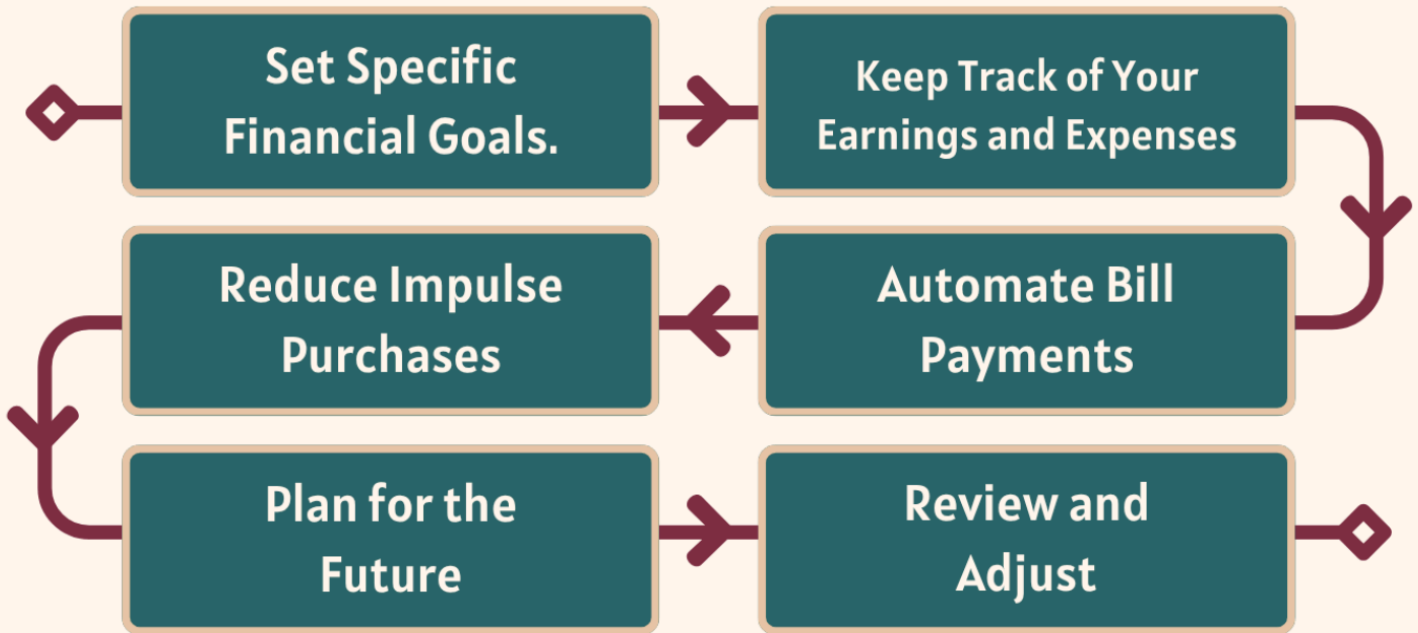 Set Specific
Financial Goals.
Keep Track of Your
Earnings and Expenses
Automate Bill
Payments
Reduce Impulse
Purchases
Plan for the
Future
Review and
Adjust